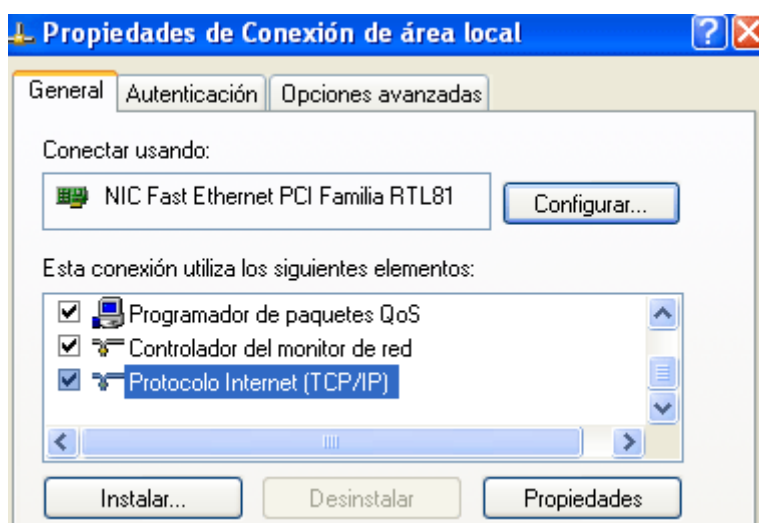 Propiedades de Conexión de área local
General Autenticación Opciones avanzadas
Conectar usando:
NIC Fast Ethernet PCI Familia RTL81 Configurar...
Esta conexión utiliza los siguientes elementos:
Programador de paquetes QoS
Controlador del monitor de red
Protocolo Internet (TCP/IP)
Instalar... Desinstalar Propiedades